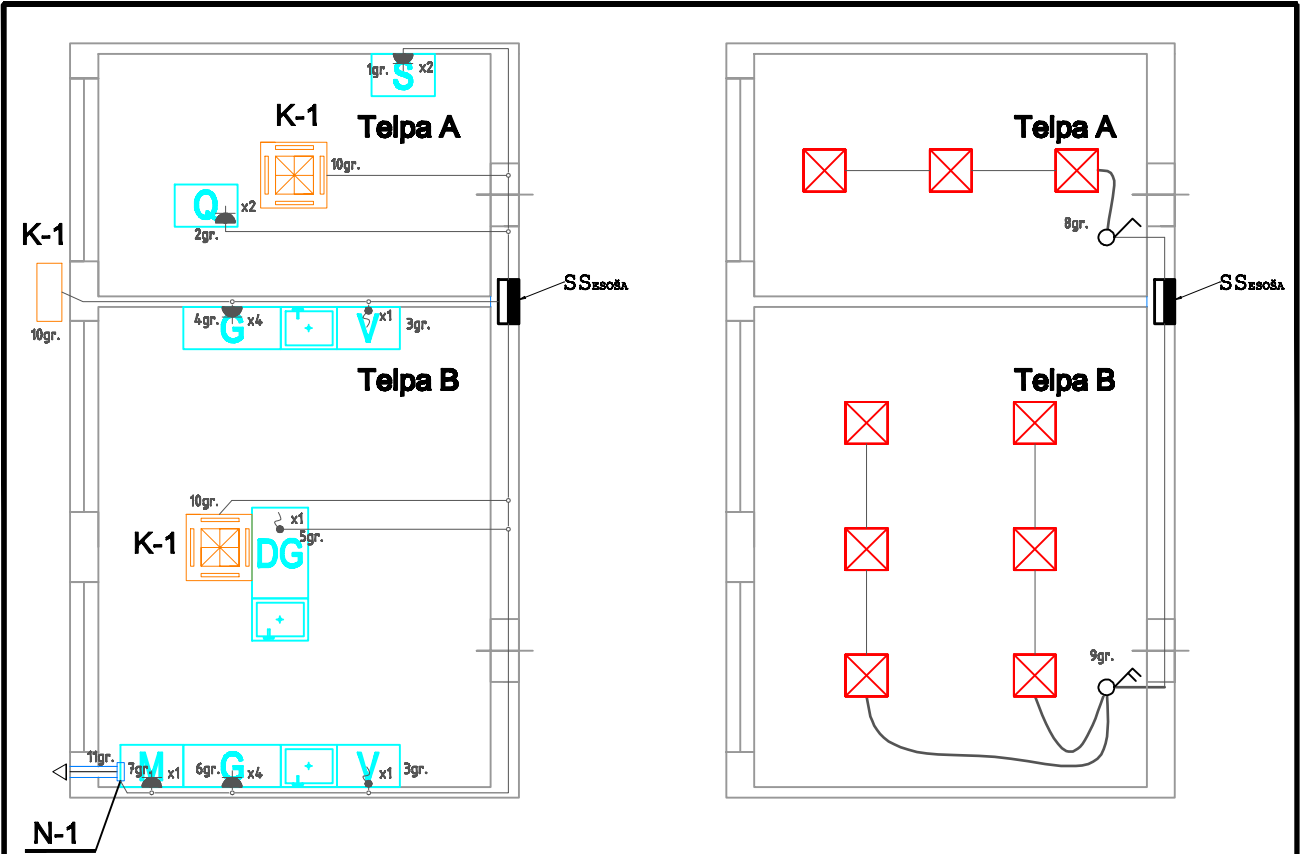 1gr.
S
x2
K-1
Telpa A
10gr.
Q
x2
2gr.
K-1
10gr.
SSESOŠA
4gr.
G
x4
V
x1
3gr.
Telpa B
10gr.
x1
5gr.
K-1
DG
11gr.
M
7gr.
x1
6gr.
G
x4
V
x1
3gr.
N-1
Telpa A
8gr.
SSESOŠA
Telpa B
9gr.